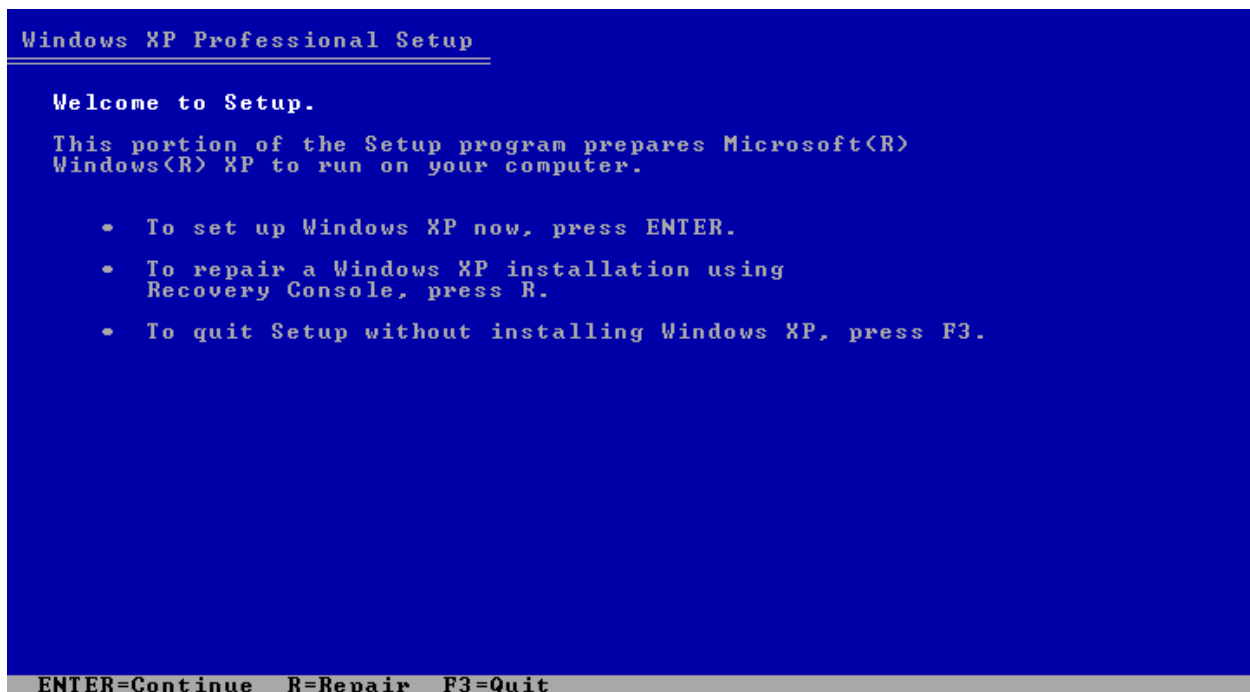 Windows XP Professional Setup
Welcome to Setup.
This portion of the Setup program prepares Microsoft(R)
Windows(R) XP to run on your computer.
• To set up Windows XP now, press ENTER.
• To repair a Windows XP installation using
Recovery Console, press R.
• To quit Setup without installing Windows XP, press F3.
ENTER=Continue R=Repair F3=Quit